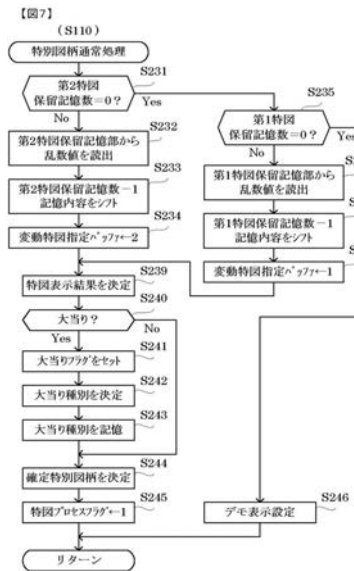 【図7】
(S110)
特別図柄通常処理
S231
第2特図
保留記憶数=0?
Yes
No
S232
第2特図保留記憶部から
乱数値を読出
S233
第2特図保留記憶数-1
記憶内容をシフト
S234
変動特図指定バッファ←2
S235
第1特図
保留記憶数=0?
Yes
No
第1特図保留記憶部から
乱数値を読出
第1特図保留記憶数-1
記憶内容をシフト
変動特図指定バッファ←1
S239
特図表示結果を決定
S240
大当り?
No
Yes
S241
大当りフラグをセット
S242
大当り種別を決定
S243
大当り種別を記憶
S244
確定特別図柄を決定
S245
特図プロセスフラグ←1
S246
デモ表示設定
リターン